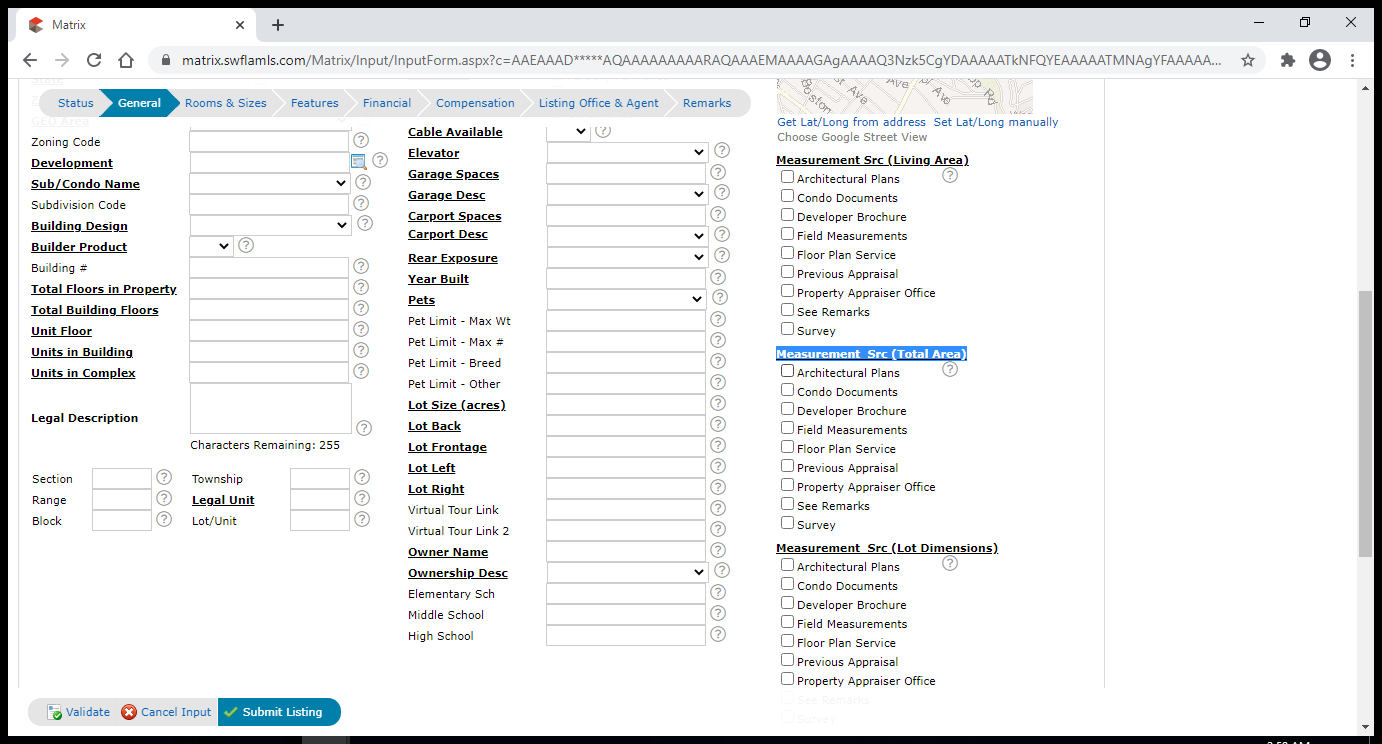 Matrix
matrix.swflamls.com/Matrix/Input/InputForm.aspx?c=AAEAAAD*****AQAAAAAAAAARAQAAAEMAAAAGAgAAAAQ3Nzk5CgYDAAAAATkNFQYEAAAAATMNAgYFAAAAA...
State
Status
General
Rooms & Sizes
Features
Financial
Compensation
Listing Office & Agent
Remarks
GEO Area
Zoning Code
Development
Sub/Condo Name
Subdivision Code
Building Design
Builder Product
Building #
Total Floors in Property
Total Building Floors
Unit Floor
Units in Building
Units in Complex
Legal Description
Characters Remaining: 255
Section
Township
Range
Legal Unit
Block
Lot/Unit
Cable Available
Elevator
Garage Spaces
Garage Desc
Carport Spaces
Carport Desc
Rear Exposure
Year Built
Pets
Pet Limit - Max Wt
Pet Limit - Max #
Pet Limit - Breed
Pet Limit - Other
Lot Size (acres)
Lot Back
Lot Frontage
Lot Left
Lot Right
Virtual Tour Link
Virtual Tour Link 2
Owner Name
Ownership Desc
Elementary Sch
Middle School
High School
Boston Ave
Ave
Get Lat/Long from address Set Lat/Long manually
Choose Google Street View
Measurement Src (Living Area)
Architectural Plans
Condo Documents
Developer Brochure
Field Measurements
Floor Plan Service
Previous Appraisal
Property Appraiser Office
See Remarks
Survey
Measurement Src (Total Area)
Architectural Plans
Condo Documents
Developer Brochure
Field Measurements
Floor Plan Service
Previous Appraisal
Property Appraiser Office
See Remarks
Survey
Measurement Src (Lot Dimensions)
Architectural Plans
Condo Documents
Developer Brochure
Field Measurements
Floor Plan Service
Previous Appraisal
Property Appraiser Office
See Remarks
Survey
Validate
Cancel Input
Submit Listing